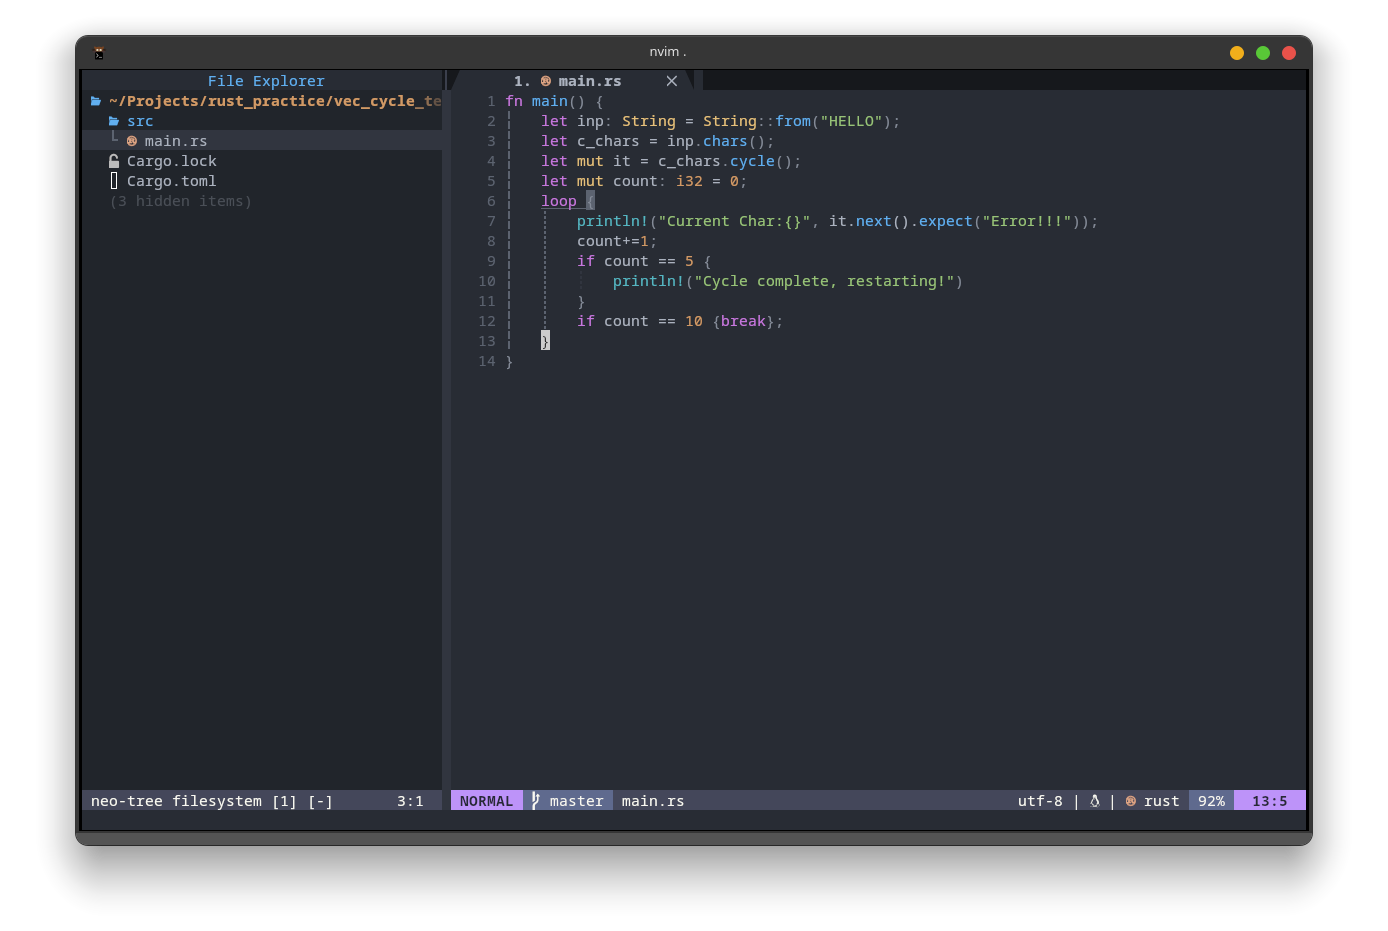 nvim .
File Explorer
~/Projects/rust_practice/vec_cycle_te
src
main.rs
Cargo.lock
Cargo.toml
(3 hidden items)
1. main.rs
1 fn main() {
2     let inp: String = String::from("HELLO");
3     let c_chars = inp.chars();
4     let mut it = c_chars.cycle();
5     let mut count: i32 = 0;
6     loop {
7         println!("Current Char:{}", it.next().expect("Error!!!"));
8         count+=1;
9         if count == 5 {
10             println!("Cycle complete, restarting!")
11         }
12         if count == 10 {break};
13     }
14 }
neo-tree filesystem [1] [-] 3:1
NORMAL master main.rs utf-8 | | rust 92% 13:5